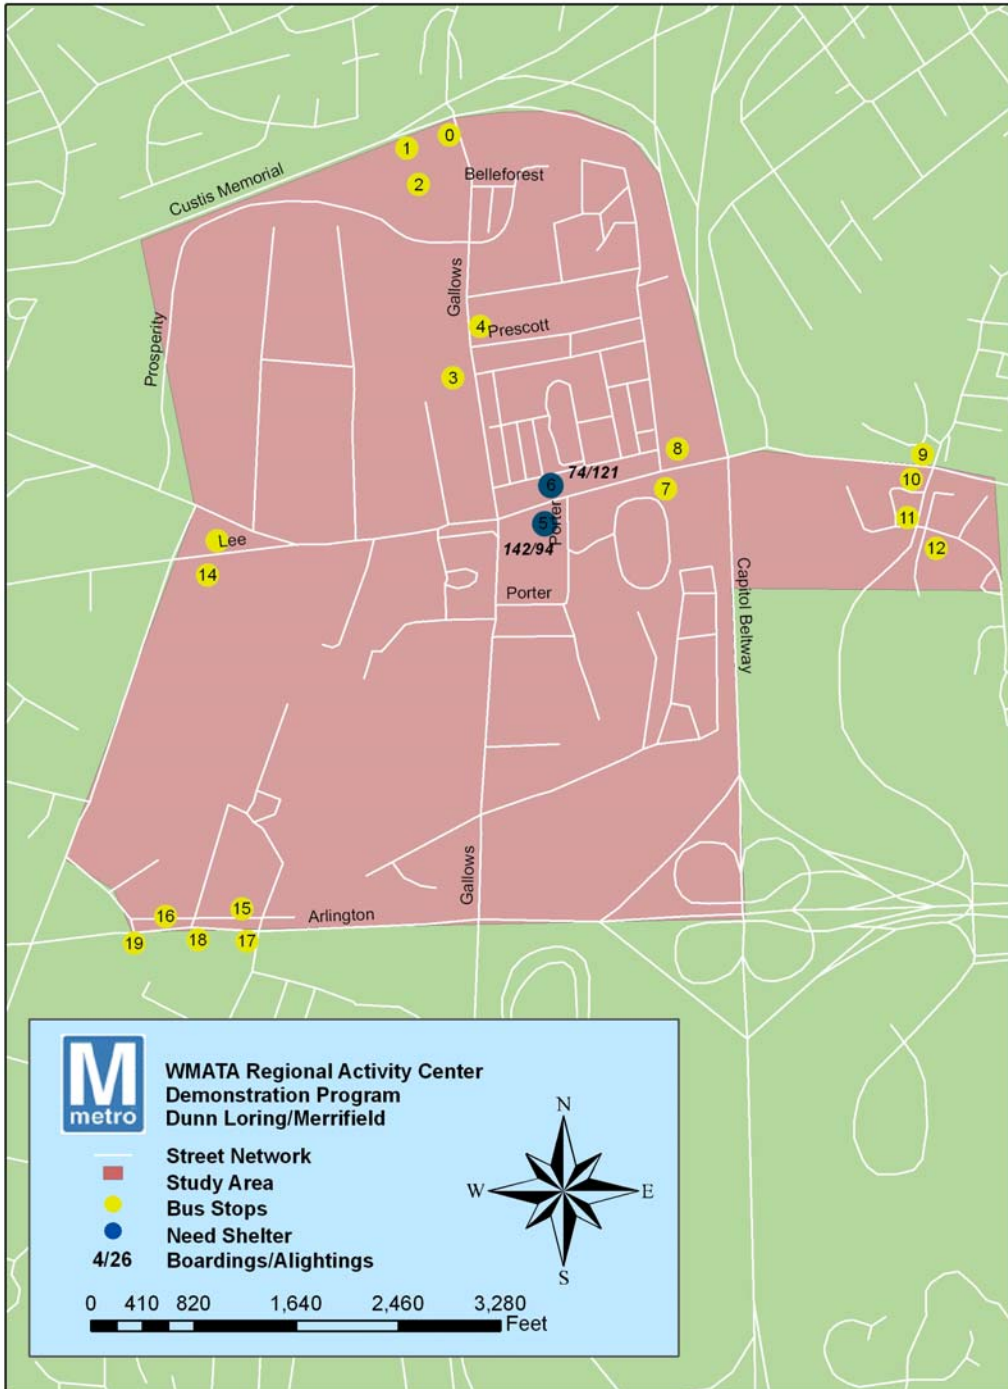 0
1
2
Belleforest
Custis Memorial
Gallows
4
Prescott
Prosperity
3
8
9
74/121
10
6
7
11
5
Porter
Lee
142/94
12
14
Porter
Capitol Beltway
Gallows
15
16
Arlington
19
18
17
M
metro
WMATA Regional Activity Center
Demonstration Program
Dunn Loring/Merrifield
Street Network
Study Area
Bus Stops
Need Shelter
4/26 Boardings/Alightings
N
W
E
S
0 410 820 1,640 2,460 3,280
Feet